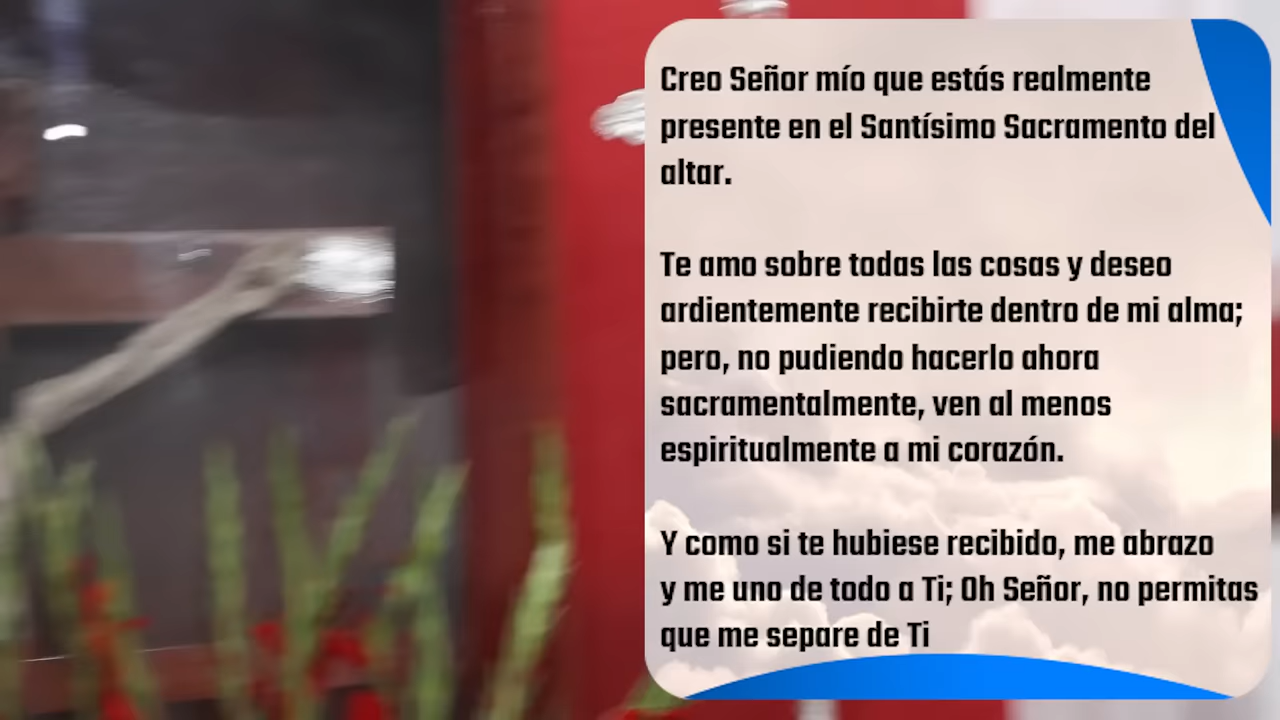 Creo Señor mío que estás realmente
presente en el Santísimo Sacramento del
altar.
Te amo sobre todas las cosas y deseo
ardientemente recibirte dentro de mi alma;
pero, no pudiendo hacerlo ahora
sacramentalmente, ven al menos
espiritualmente a mi corazón.
Y como si te hubiese recibido, me abrazo
y me uno de todo a Ti; Oh Señor, no permitas
que me separe de Ti